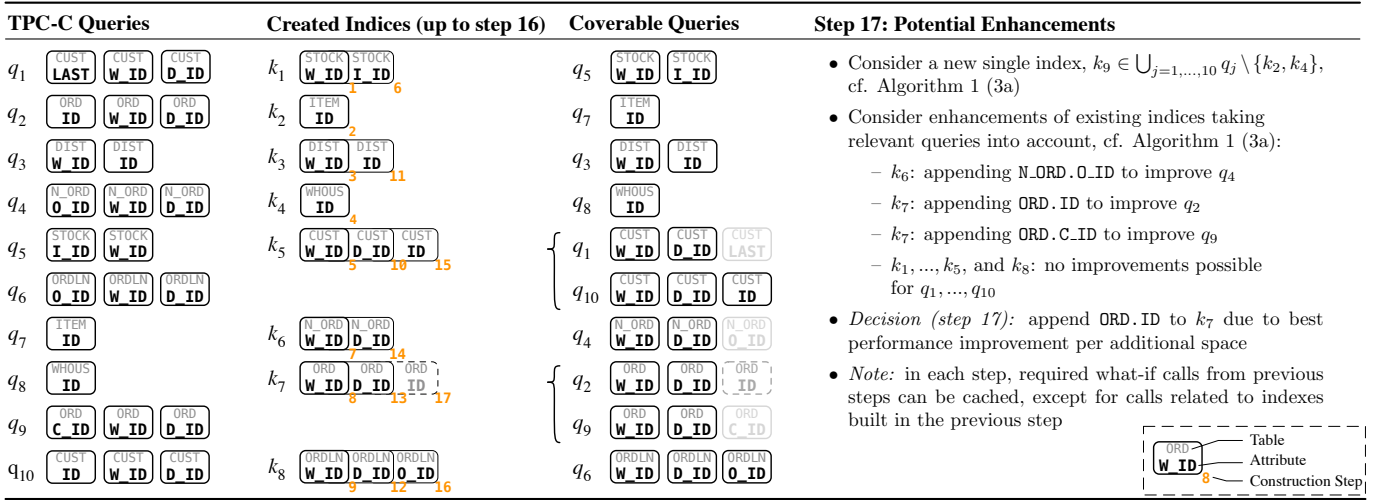 TPC-C Queries Created Indices (up to step 16) Coverable Queries Step 17: Potential Enhancements
q1 CUST LAST CUST W_ID CUST D_ID
q2 ORD ID ORD W_ID ORD D_ID
q3 DIST W_ID DIST ID
q4 N_ORD O_ID N_ORD W_ID N_ORD D_ID
q5 STOCK I_ID STOCK W_ID
q6 ORDLN O_ID ORDLN W_ID ORDLN D_ID
q7 ITEM ID
q8 WHOUS ID
q9 ORD C_ID ORD W_ID ORD D_ID
q10 CUST ID CUST W_ID CUST D_ID
k1 STOCK W_ID 1 STOCK I_ID 6
k2 ITEM ID 2
k3 DIST W_ID 3 DIST ID 11
k4 WHOUS ID 4
k5 CUST W_ID 5 CUST D_ID 10 CUST ID 15
k6 N_ORD W_ID 7 N_ORD D_ID 14
k7 ORD W_ID 8 ORD D_ID 13 ORD ID 17
k8 ORDLN W_ID 9 ORDLN D_ID 12 ORDLN O_ID 16
q5 STOCK W_ID STOCK I_ID
q7 ITEM ID
q3 DIST W_ID DIST ID
q8 WHOUS ID
q1 CUST W_ID CUST D_ID CUST LAST
q10 CUST W_ID CUST D_ID CUST ID
q4 N_ORD W_ID N_ORD D_ID N_ORD O_ID
q2 ORD W_ID ORD D_ID ORD ID
q9 ORD W_ID ORD D_ID ORD C_ID
q6 ORDLN W_ID ORDLN D_ID ORDLN O_ID
• Consider a new single index, k9 ∈ ⋃j=1,...,10 qj \ {k2, k4},
cf. Algorithm 1 (3a)
• Consider enhancements of existing indices taking
relevant queries into account, cf. Algorithm 1 (3a):
– k6: appending N_ORD.O_ID to improve q4
– k7: appending ORD.ID to improve q2
– k7: appending ORD.C_ID to improve q9
– k1, ..., k5, and k8: no improvements possible
for q1, ..., q10
• Decision (step 17): append ORD.ID to k7 due to best
performance improvement per additional space
• Note: in each step, required what-if calls from previous
steps can be cached, except for calls related to indexes
built in the previous step
ORD Table
W_ID Attribute
8 Construction Step